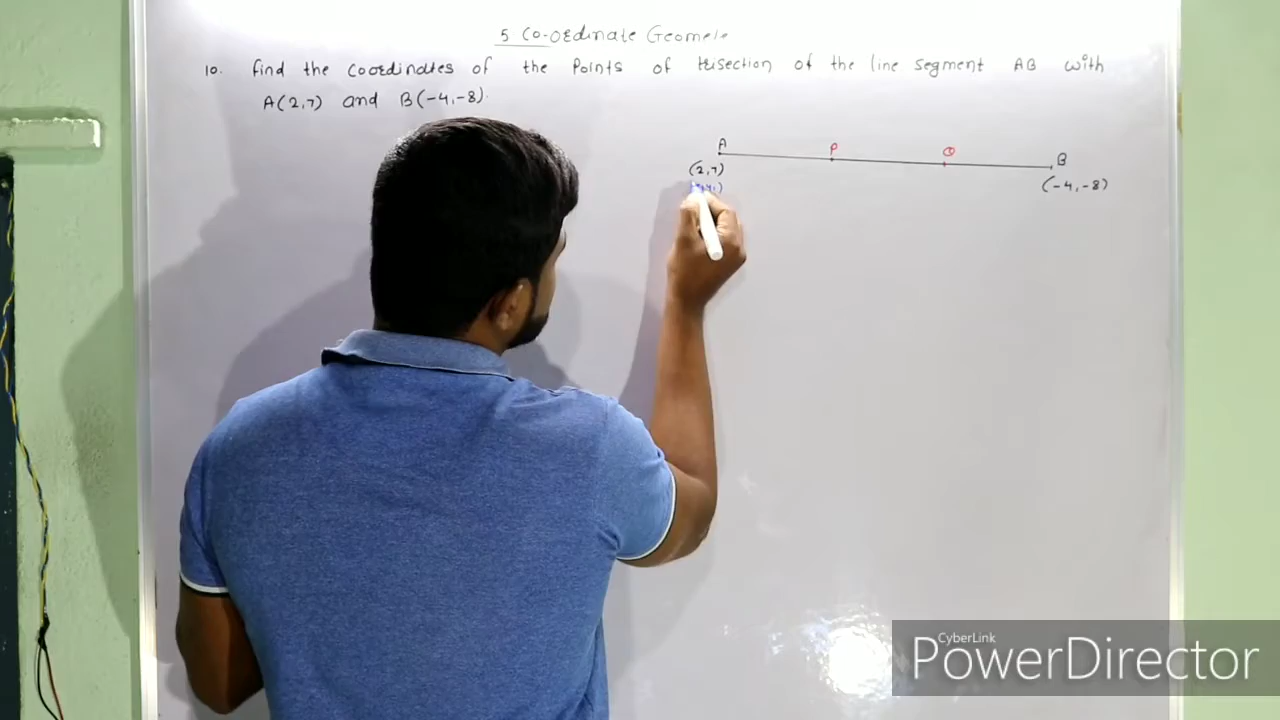 5 Co-ordinate Geomete
10. Find the coordinates of the points of trisection of the line segment AB with
A(2,7) and B(-4,-8).
A P Q B
(2,7) (-4,-8)
CyberLink
PowerDirector